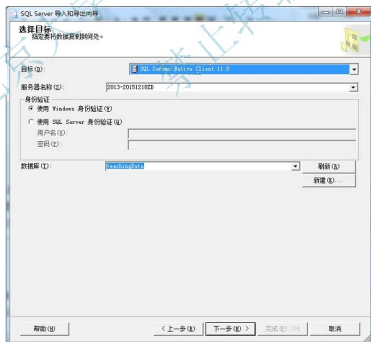 SQL Server 导入和导出向导
选择目标
指定要将数据复制到何处。
目标(D): SQL Server Native Client 11.0
服务器名称(S): 2013-20151218ZB
身份验证
使用 Windows 身份验证(W)
使用 SQL Server 身份验证(Q)
用户名(U):
密码(P):
数据库(T): teachingData 刷新(R)
新建(E)...
帮助(H) < 上一步(B) 下一步(N) > 完成(F) >>| 取消
禁止转